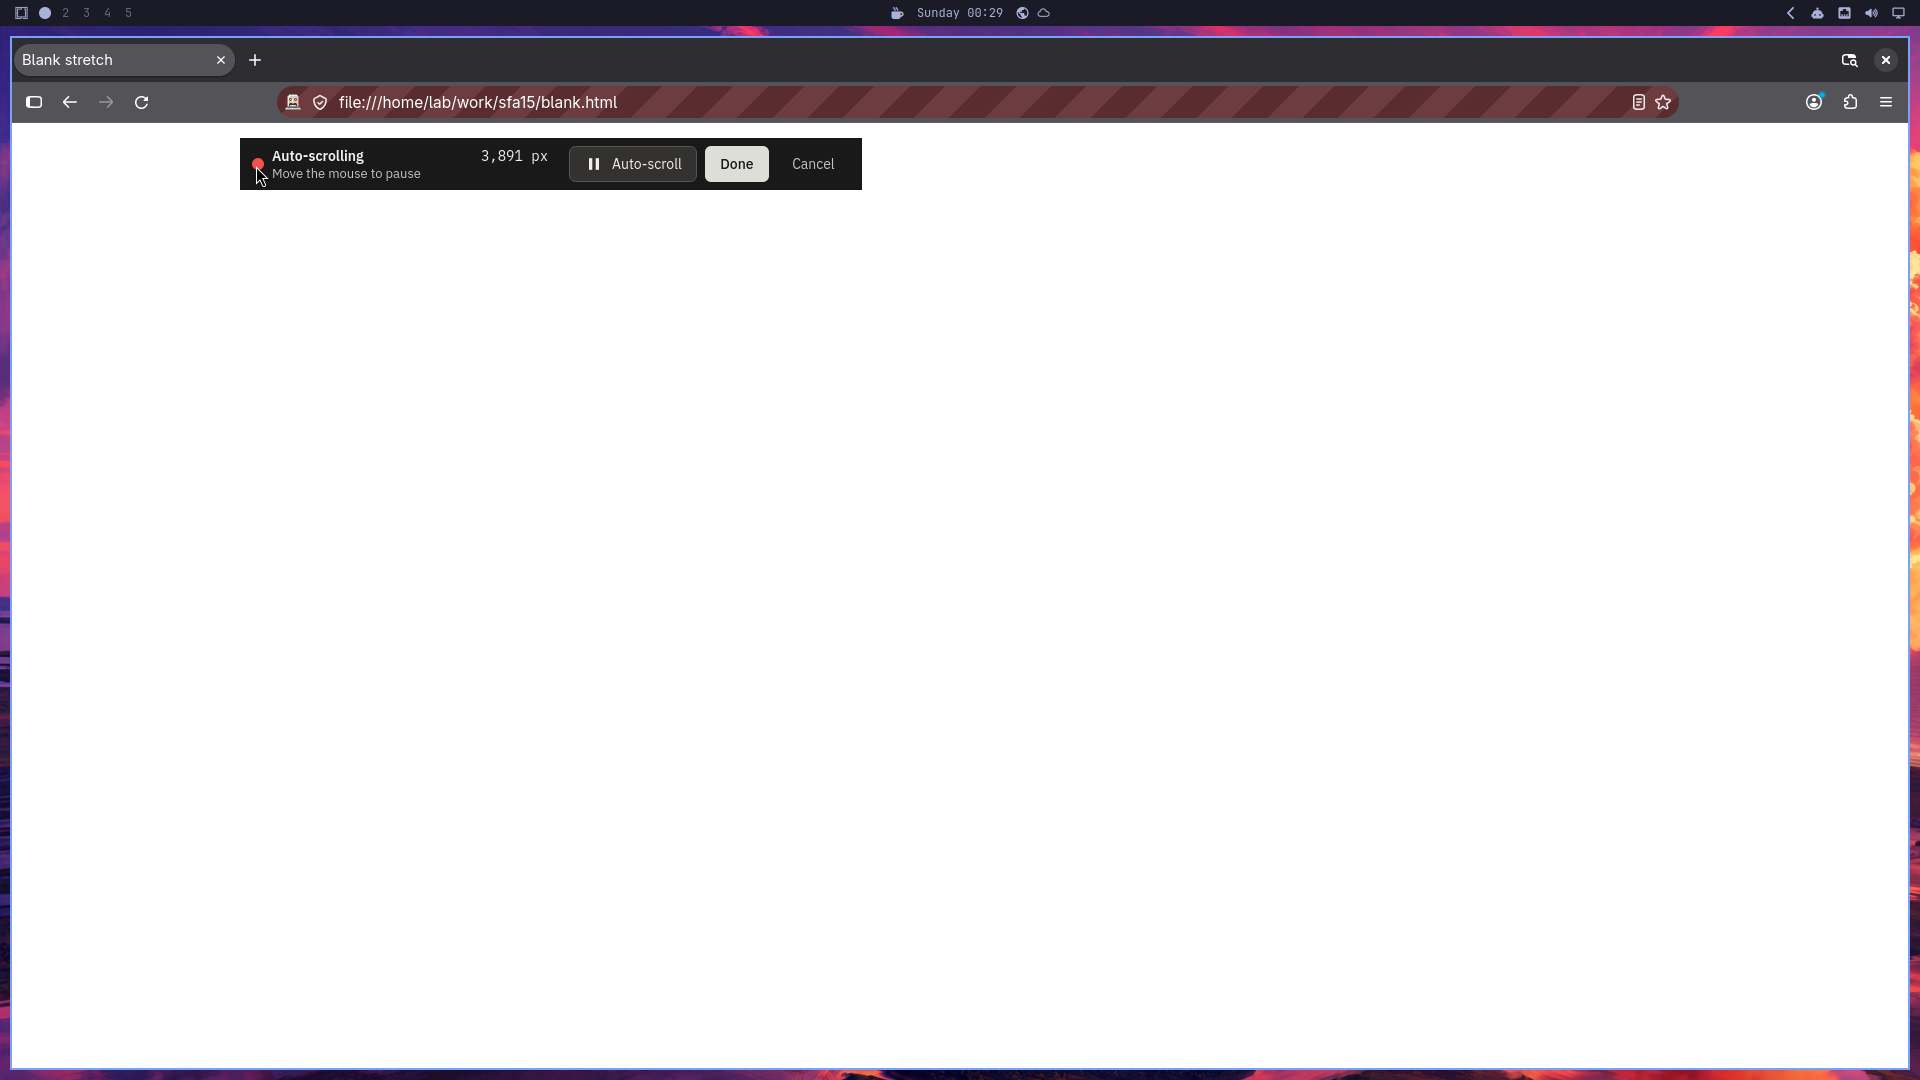 2 3 4 5
Sunday 00:29
Blank stretch
file:///home/lab/work/sfa15/blank.html
Auto-scrolling
Move the mouse to pause
3,891 px
Auto-scroll
Done
Cancel